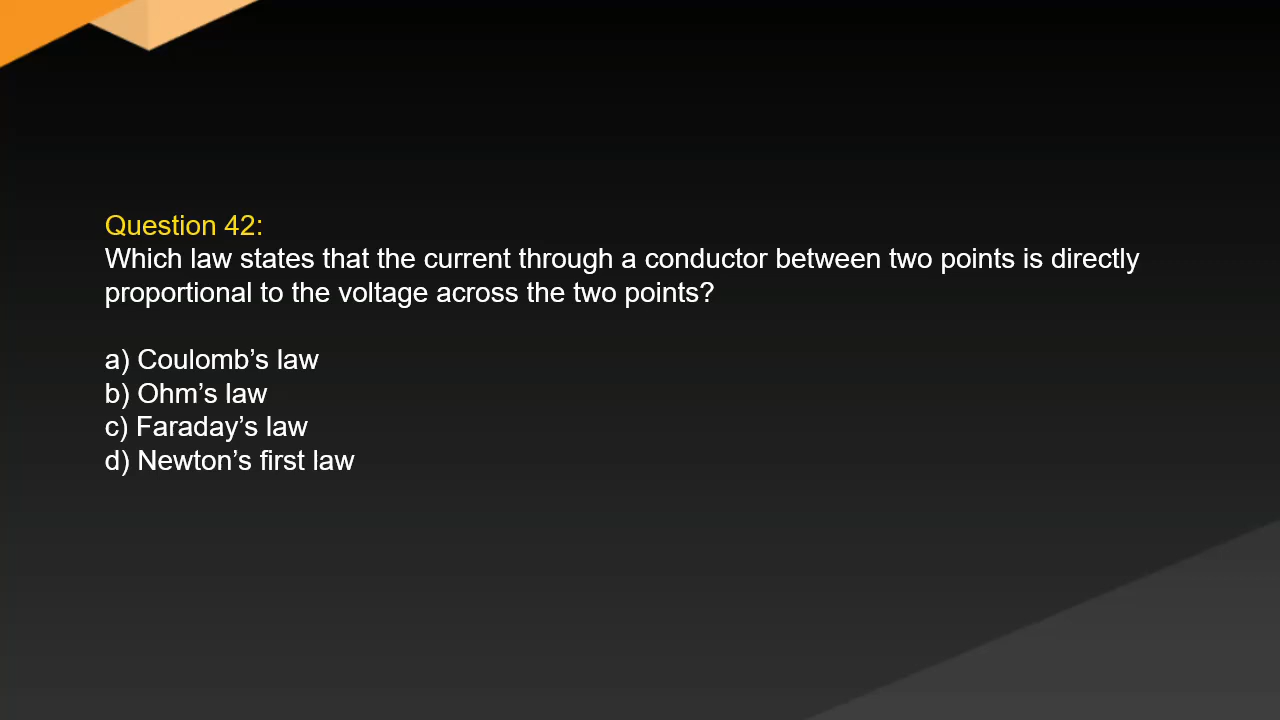 Question 42:
Which law states that the current through a conductor between two points is directly
proportional to the voltage across the two points?
a) Coulomb’s law
b) Ohm’s law
c) Faraday’s law
d) Newton’s first law